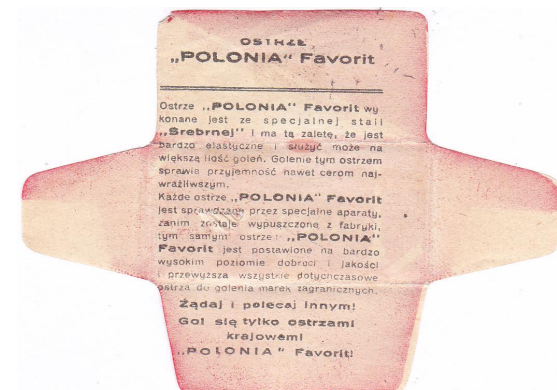 OSTRZE
„POLONIA" Favorit
Ostrze „POLONIA" Favorit wy
konane jest ze specjalnej stali
„Srebrnej" i ma tą zaletę, że jest
bardzo elastyczne i służyć może na
większą ilość goleń. Golenie tym ostrzem
sprawia przyjemność nawet cerom naj-
wrażliwszym.
Każde ostrze „POLONIA" Favorit
jest sprawdzane przez specjalne aparaty,
zanim zostaje wypuszczone z fabryki,
tym samym ostrze „POLONIA"
Favorit jest postawione na bardzo
wysokim poziomie dobroci i jakości
i przewyższa wszystkie dotychczasowe
ostrza do golenia marek zagranicznych.
Żądaj i polecaj innym!
Gol się tylko ostrzami
krajowemi
„POLONIA" Favorit!